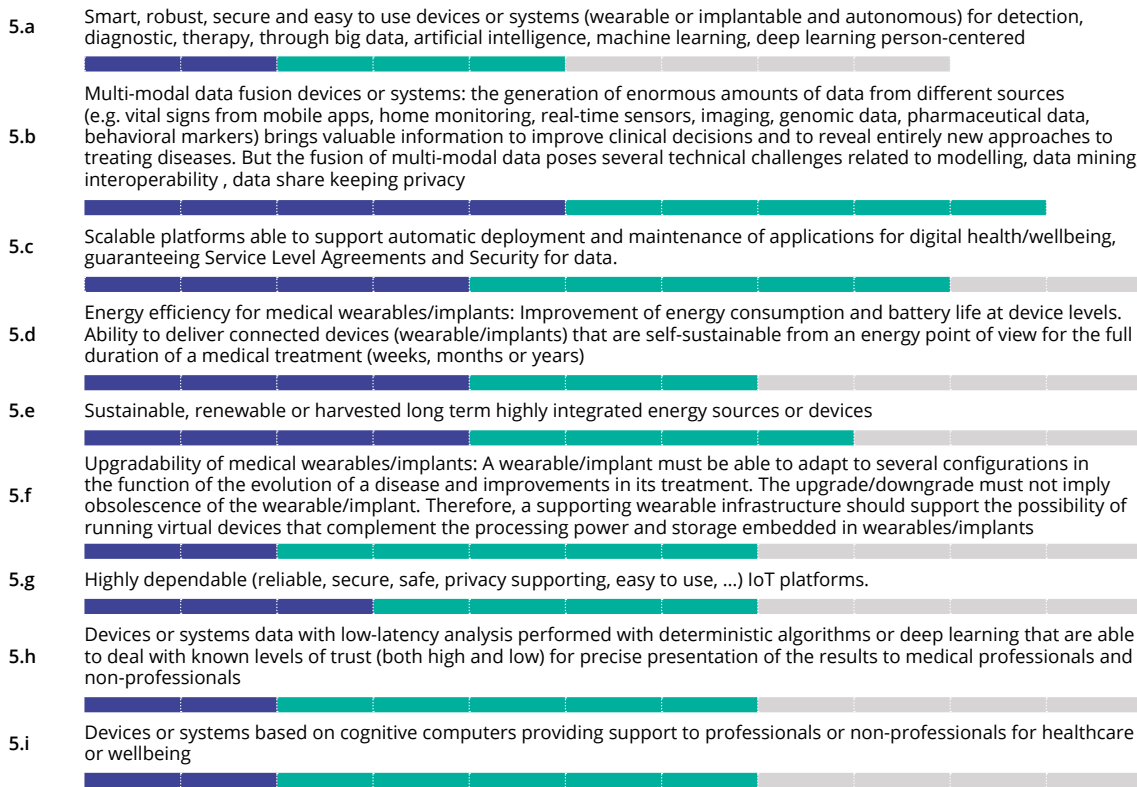 5.a
Smart, robust, secure and easy to use devices or systems (wearable or implantable and autonomous) for detection,
diagnostic, therapy, through big data, artificial intelligence, machine learning, deep learning person-centered
5.b
Multi-modal data fusion devices or systems: the generation of enormous amounts of data from different sources
(e.g. vital signs from mobile apps, home monitoring, real-time sensors, imaging, genomic data, pharmaceutical data,
behavioral markers) brings valuable information to improve clinical decisions and to reveal entirely new approaches to
treating diseases. But the fusion of multi-modal data poses several technical challenges related to modelling, data mining
interoperability , data share keeping privacy
5.c
Scalable platforms able to support automatic deployment and maintenance of applications for digital health/wellbeing,
guaranteeing Service Level Agreements and Security for data.
5.d
Energy efficiency for medical wearables/implants: Improvement of energy consumption and battery life at device levels.
Ability to deliver connected devices (wearable/implants) that are self-sustainable from an energy point of view for the full
duration of a medical treatment (weeks, months or years)
5.e
Sustainable, renewable or harvested long term highly integrated energy sources or devices
5.f
Upgradability of medical wearables/implants: A wearable/implant must be able to adapt to several configurations in
the function of the evolution of a disease and improvements in its treatment. The upgrade/downgrade must not imply
obsolescence of the wearable/implant. Therefore, a supporting wearable infrastructure should support the possibility of
running virtual devices that complement the processing power and storage embedded in wearables/implants
5.g
Highly dependable (reliable, secure, safe, privacy supporting, easy to use, ...) IoT platforms.
5.h
Devices or systems data with low-latency analysis performed with deterministic algorithms or deep learning that are able
to deal with known levels of trust (both high and low) for precise presentation of the results to medical professionals and
non-professionals
5.i
Devices or systems based on cognitive computers providing support to professionals or non-professionals for healthcare
or wellbeing